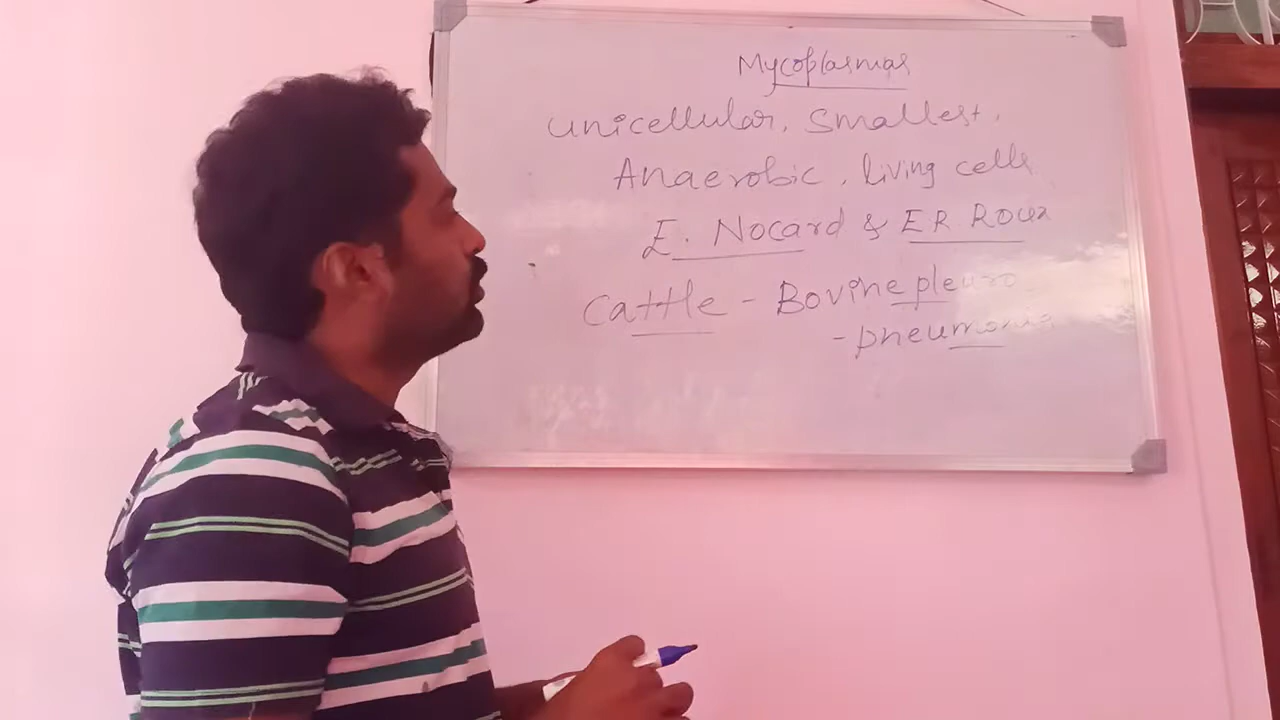 Mycoplasmas
Unicellular, Smallest,
Anaerobic, living cells
E. Nocard & E.R. Roux
Cattle - Bovine pleuro
- pneumonia